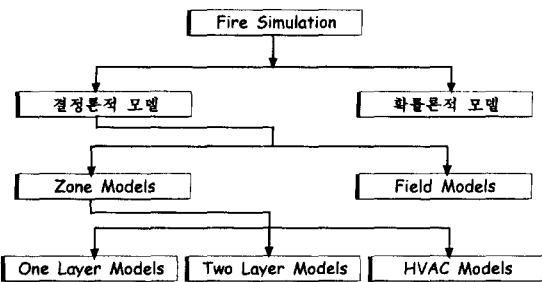 Fire Simulation
결정론적 모델
확률론적 모델
Zone Models
Field Models
One Layer Models
Two Layer Models
HVAC Models